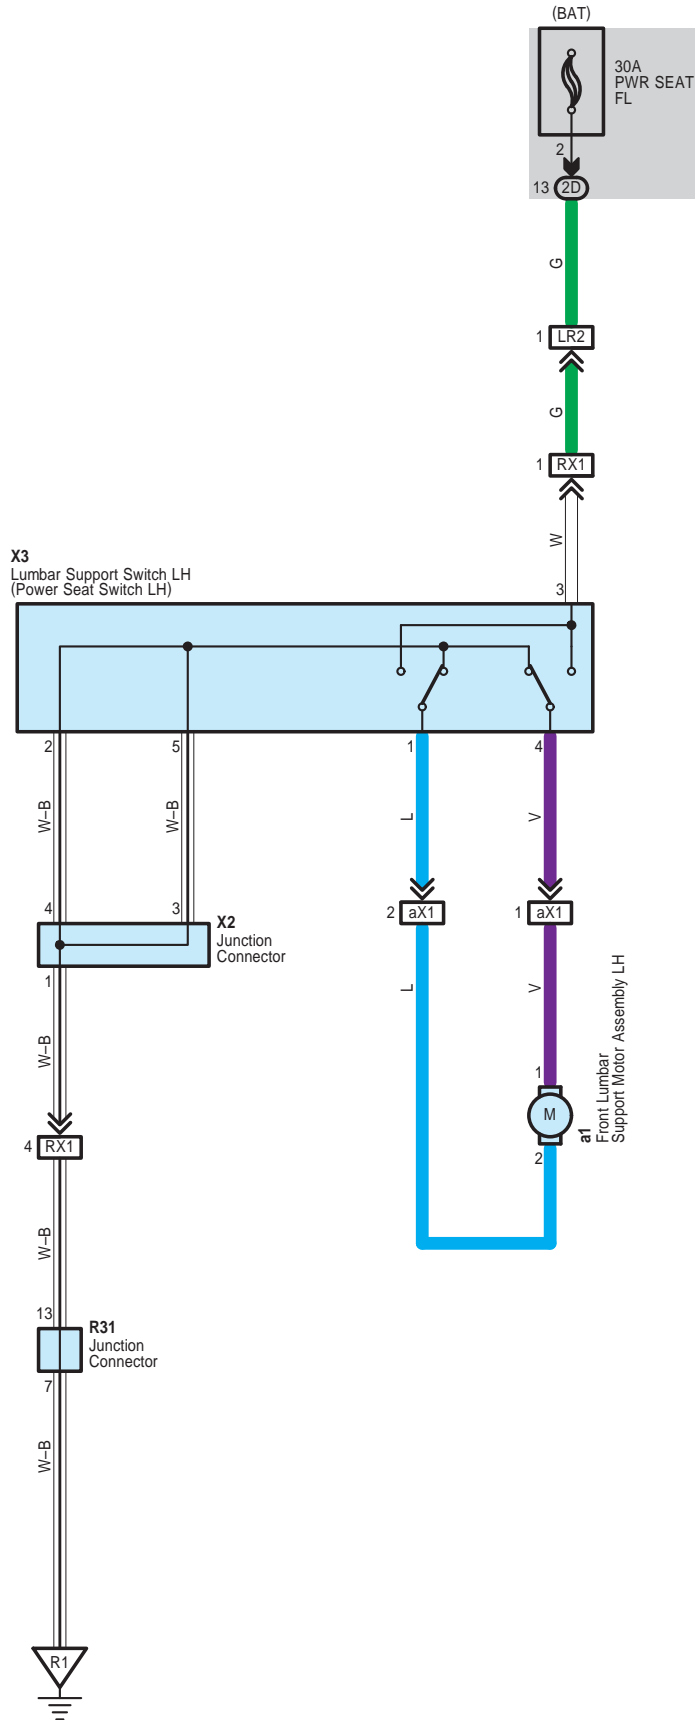 (BAT)
30A
PWR SEAT
FL
2
13 2D
G
1 LR2
G
1 RX1
W
3
X3
Lumbar Support Switch LH
(Power Seat Switch LH)
2 5 1 4
W–B W–B L V
4 3
X2
Junction
Connector
2 aX1 1 aX1
1
L V
W–B
1
M
a1
Front Lumbar
Support Motor Assembly LH
2
4 RX1
W–B
13
R31
Junction
Connector
7
W–B
R1